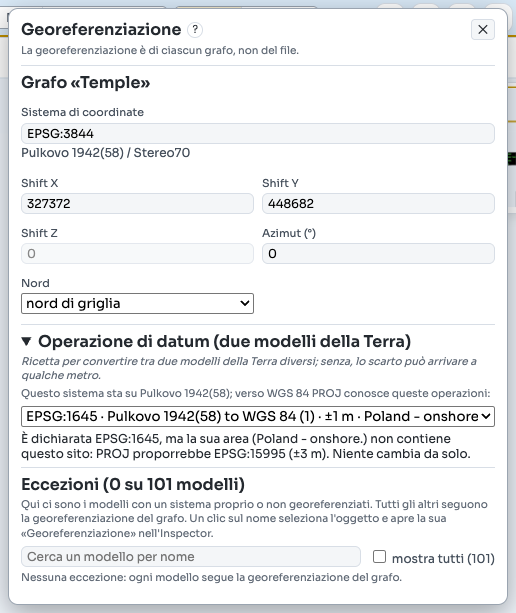 Georeferenziazione ?
La georeferenziazione è di ciascun grafo, non del file.
Grafo «Temple»
Sistema di coordinate
EPSG:3844
Pulkovo 1942(58) / Stereo70
Shift X
Shift Y
327372
448682
Shift Z
Azimut (°)
0
0
Nord
nord di griglia
▼ Operazione di datum (due modelli della Terra)
Ricetta per convertire tra due modelli della Terra diversi; senza, lo scarto può arrivare a
qualche metro.
Questo sistema sta su Pulkovo 1942(58); verso WGS 84 PROJ conosce queste operazioni:
EPSG:1645 · Pulkovo 1942(58) to WGS 84 (1) · ±1 m · Poland - onshore
È dichiarata EPSG:1645, ma la sua area (Poland - onshore.) non contiene
questo sito: PROJ proporrebbe EPSG:15995 (±3 m). Niente cambia da solo.
Eccezioni (0 su 101 modelli)
Qui ci sono i modelli con un sistema proprio o non georeferenziati. Tutti gli altri seguono
la georeferenziazione del grafo. Un clic sul nome seleziona l'oggetto e apre la sua
«Georeferenziazione» nell'Inspector.
Cerca un modello per nome
mostra tutti (101)
Nessuna eccezione: ogni modello segue la georeferenziazione del grafo.